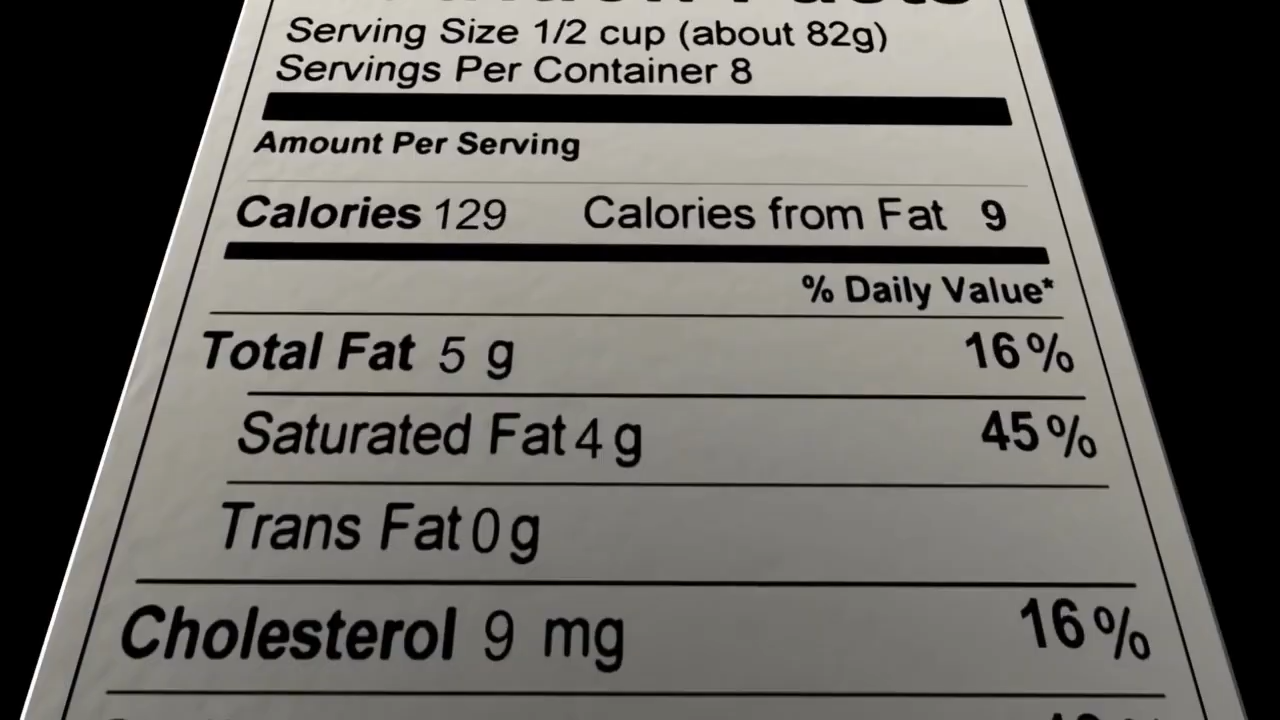 Serving Size 1/2 cup (about 82g)
Servings Per Container 8
Amount Per Serving
Calories 129 Calories from Fat 9
% Daily Value*
Total Fat 5 g 16%
Saturated Fat 4 g 45%
Trans Fat 0 g
Cholesterol 9 mg 16%